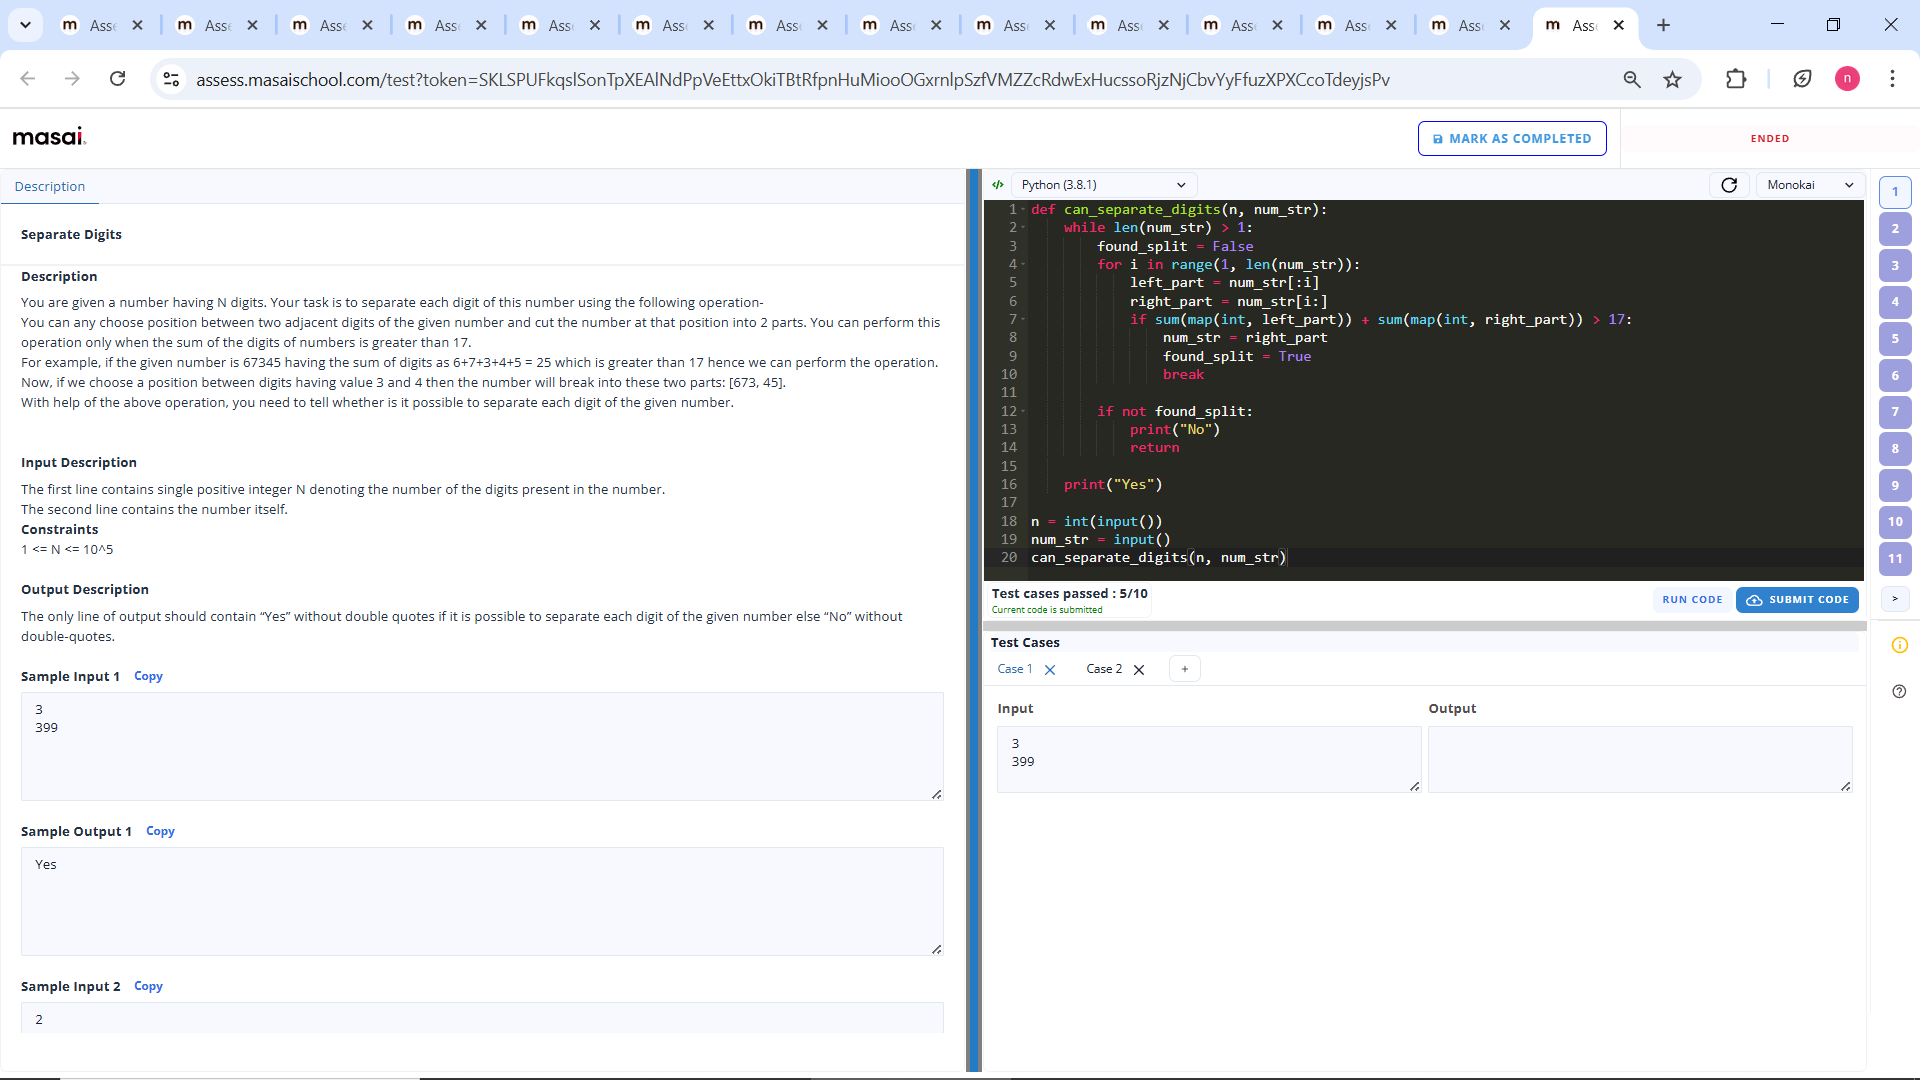 m Asse
m Asse
m Asse
m Asse
m Asse
m Asse
m Asse
m Asse
m Asse
m Asse
m Asse
m Asse
m Asse
m Asse
assess.masaischool.com/test?token=
n
masai.
MARK AS COMPLETED
ENDED
Description
Separate Digits
Description
You are given a number having N digits. Your task is to separate each digit of this number using the following operation-
You can any choose position between two adjacent digits of the given number and cut the number at that position into 2 parts. You can perform this
operation only when the sum of the digits of numbers is greater than 17.
For example, if the given number is 67345 having the sum of digits as 6+7+3+4+5 = 25 which is greater than 17 hence we can perform the operation.
Now, if we choose a position between digits having value 3 and 4 then the number will break into these two parts: [673, 45].
With help of the above operation, you need to tell whether is it possible to separate each digit of the given number.
Input Description
The first line contains single positive integer N denoting the number of the digits present in the number.
The second line contains the number itself.
Constraints
1 <= N <= 10^5
Output Description
The only line of output should contain “Yes” without double quotes if it is possible to separate each digit of the given number else “No” without
double-quotes.
Sample Input 1 Copy
3
399
Sample Output 1 Copy
Yes
Sample Input 2 Copy
2
</> Python (3.8.1)
Monokai
1 def can_separate_digits(n, num_str):
2     while len(num_str) > 1:
3         found_split = False
4         for i in range(1, len(num_str)):
5             left_part = num_str[:i]
6             right_part = num_str[i:]
7             if sum(map(int, left_part)) + sum(map(int, right_part)) > 17:
8                 num_str = right_part
9                 found_split = True
10                 break
11
12         if not found_split:
13             print("No")
14             return
15
16     print("Yes")
17
18 n = int(input())
19 num_str = input()
20 can_separate_digits(n, num_str)
Test cases passed : 5/10
Current code is submitted
RUN CODE
SUBMIT CODE
Test Cases
Case 1
Case 2
+
Input
Output
3
399
1
2
3
4
5
6
7
8
9
10
11
>